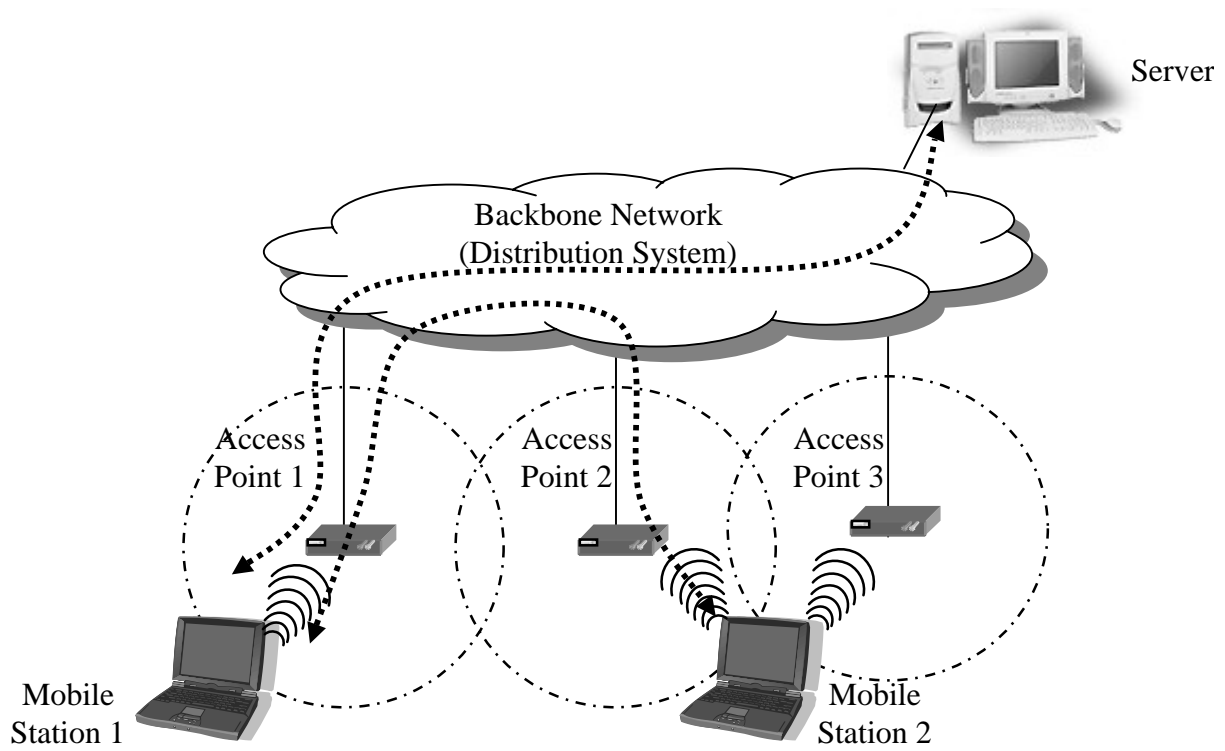 Server
Backbone Network
(Distribution System)
Access
Point 1
Access
Point 2
Access
Point 3
Mobile
Station 1
Mobile
Station 2